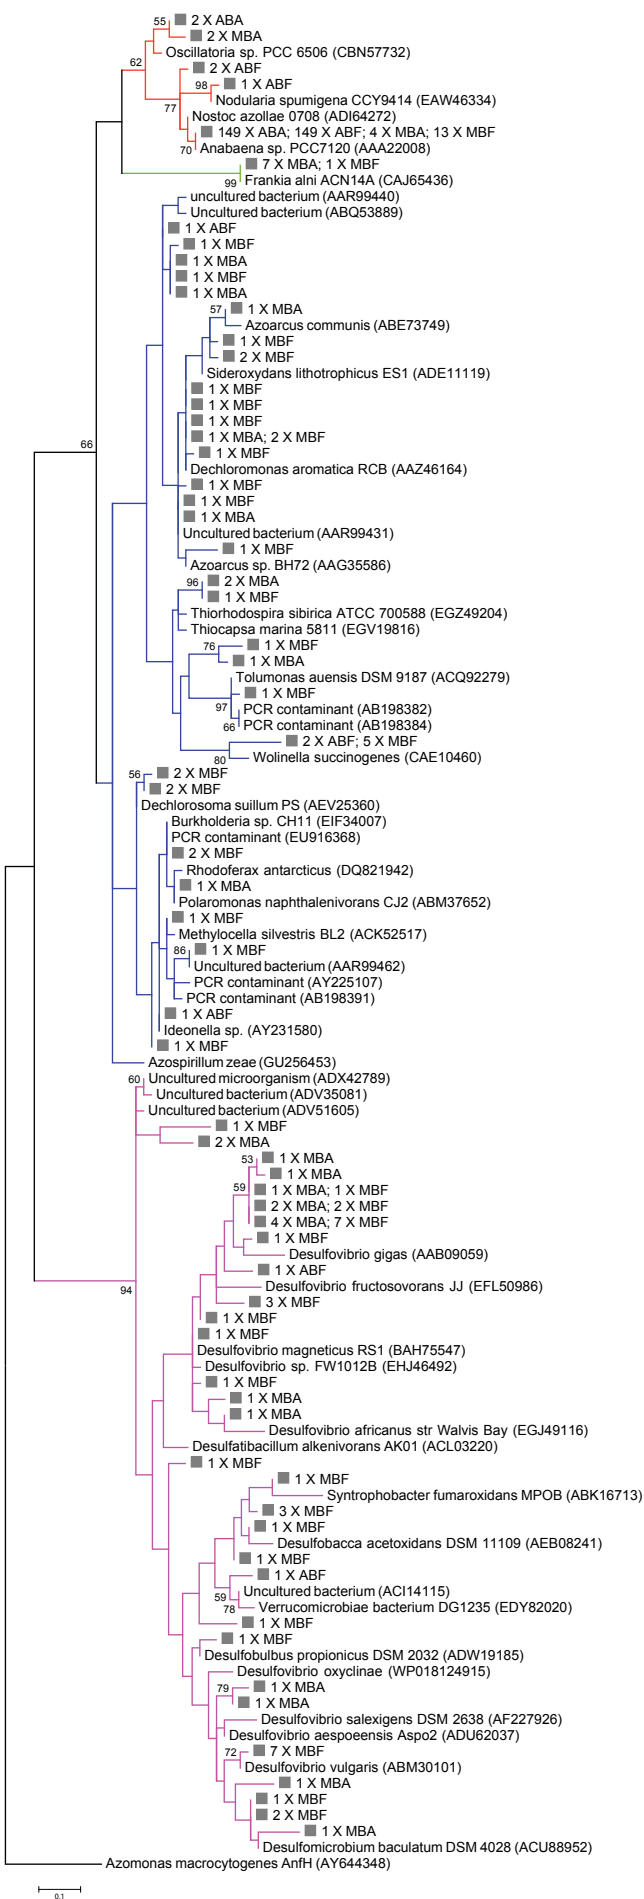 55 2 X ABA
2 X MBA
Oscillatoria sp. PCC 6506 (CBN57732)
62 2 X ABF
98 1 X ABF
Nodularia spumigena CCY9414 (EAW46334)
77 Nostoc azollae 0708 (ADI64272)
149 X ABA; 149 X ABF; 4 X MBA; 13 X MBF
70 Anabaena sp. PCC7120 (AAA22008)
7 X MBA; 1 X MBF
99 Frankia alni ACN14A (CAJ65436)
uncultured bacterium (AAR99440)
Uncultured bacterium (ABQ53889)
1 X ABF
1 X MBF
1 X MBA
1 X MBF
1 X MBA
57 1 X MBA
Azoarcus communis (ABE73749)
1 X MBF
2 X MBF
Sideroxydans lithotrophicus ES1 (ADE11119)
1 X MBF
1 X MBF
1 X MBF
1 X MBA; 2 X MBF
66 1 X MBF
Dechloromonas aromatica RCB (AAZ46164)
1 X MBF
1 X MBF
1 X MBA
Uncultured bacterium (AAR99431)
1 X MBF
Azoarcus sp. BH72 (AAG35586)
96 2 X MBA
1 X MBF
Thiorhodospira sibirica ATCC 700588 (EGZ49204)
Thiocapsa marina 5811 (EGV19816)
76 1 X MBF
1 X MBA
Tolumonas auensis DSM 9187 (ACQ92279)
1 X MBF
97 PCR contaminant (AB198382)
66 PCR contaminant (AB198384)
2 X ABF; 5 X MBF
80 Wolinella succinogenes (CAE10460)
56 2 X MBF
2 X MBF
Dechlorosoma suillum PS (AEV25360)
Burkholderia sp. CH11 (EIF34007)
PCR contaminant (EU916368)
2 X MBF
Rhodoferax antarcticus (DQ821942)
1 X MBA
Polaromonas naphthalenivorans CJ2 (ABM37652)
1 X MBF
Methylocella silvestris BL2 (ACK52517)
86 1 X MBF
Uncultured bacterium (AAR99462)
PCR contaminant (AY225107)
PCR contaminant (AB198391)
1 X ABF
Ideonella sp. (AY231580)
1 X MBF
Azospirillum zeae (GU256453)
60 Uncultured microorganism (ADX42789)
Uncultured bacterium (ADV35081)
Uncultured bacterium (ADV51605)
1 X MBF
2 X MBA
53 1 X MBA
1 X MBA
59 1 X MBA; 1 X MBF
2 X MBA; 2 X MBF
4 X MBA; 7 X MBF
1 X MBF
Desulfovibrio gigas (AAB09059)
1 X ABF
94 Desulfovibrio fructosovorans JJ (EFL50986)
3 X MBF
1 X MBF
1 X MBF
Desulfovibrio magneticus RS1 (BAH75547)
Desulfovibrio sp. FW1012B (EHJ46492)
1 X MBF
1 X MBA
1 X MBA
Desulfovibrio africanus str Walvis Bay (EGJ49116)
Desulfatibacillum alkenivorans AK01 (ACL03220)
1 X MBF
1 X MBF
Syntrophobacter fumaroxidans MPOB (ABK16713)
3 X MBF
1 X MBF
Desulfobacca acetoxidans DSM 11109 (AEB08241)
1 X MBF
1 X ABF
59 Uncultured bacterium (ACI14115)
78 Verrucomicrobiae bacterium DG1235 (EDY82020)
1 X MBF
1 X MBF
Desulfobulbus propionicus DSM 2032 (ADW19185)
Desulfovibrio oxyclinae (WP018124915)
79 1 X MBA
1 X MBA
Desulfovibrio salexigens DSM 2638 (AF227926)
Desulfovibrio aespoeensis Aspo2 (ADU62037)
72 7 X MBF
Desulfovibrio vulgaris (ABM30101)
1 X MBA
1 X MBF
2 X MBF
1 X MBA
Desulfomicrobium baculatum DSM 4028 (ACU88952)
Azomonas macrocytogenes AnfH (AY644348)
0.1